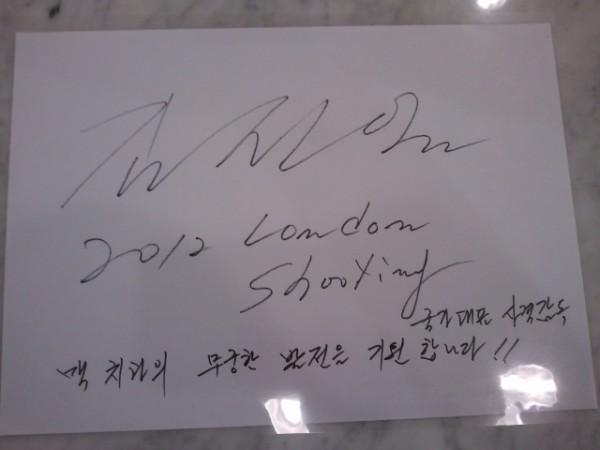 2012 London
Shooting
국가대표 사격감독
맥 치과의 무궁한 발전을 기원 합니다!!